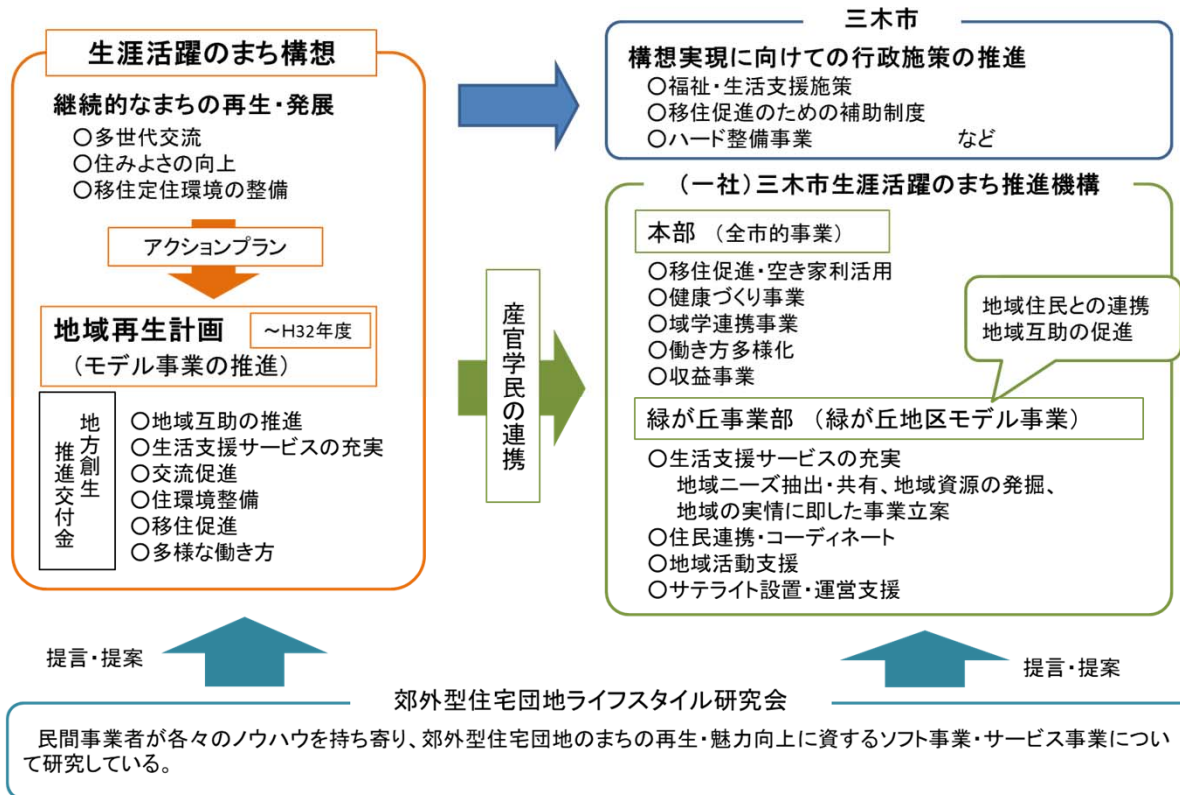 生涯活躍のまち構想
継続的なまちの再生・発展
○多世代交流
○住みよさの向上
○移住定住環境の整備
アクションプラン
地域再生計画
～H32年度
（モデル事業の推進）
地方創生
推進交付金
○地域互助の推進
○生活支援サービスの充実
○交流促進
○住環境整備
○移住促進
○多様な働き方
産官学民の連携
三木市
構想実現に向けての行政施策の推進
○福祉・生活支援施策
○移住促進のための補助制度
○ハード整備事業　　　　　　など
（一社）三木市生涯活躍のまち推進機構
本部　（全市的事業）
○移住促進・空き家利活用
○健康づくり事業
○域学連携事業
○働き方多様化
○収益事業
地域住民との連携
地域互助の促進
緑が丘事業部　（緑が丘地区モデル事業）
○生活支援サービスの充実
地域ニーズ抽出・共有、地域資源の発掘、
地域の実情に即した事業立案
○住民連携・コーディネート
○地域活動支援
○サテライト設置・運営支援
提言・提案
提言・提案
郊外型住宅団地ライフスタイル研究会
民間事業者が各々のノウハウを持ち寄り、郊外型住宅団地のまちの再生・魅力向上に資するソフト事業・サービス事業につい
て研究している。